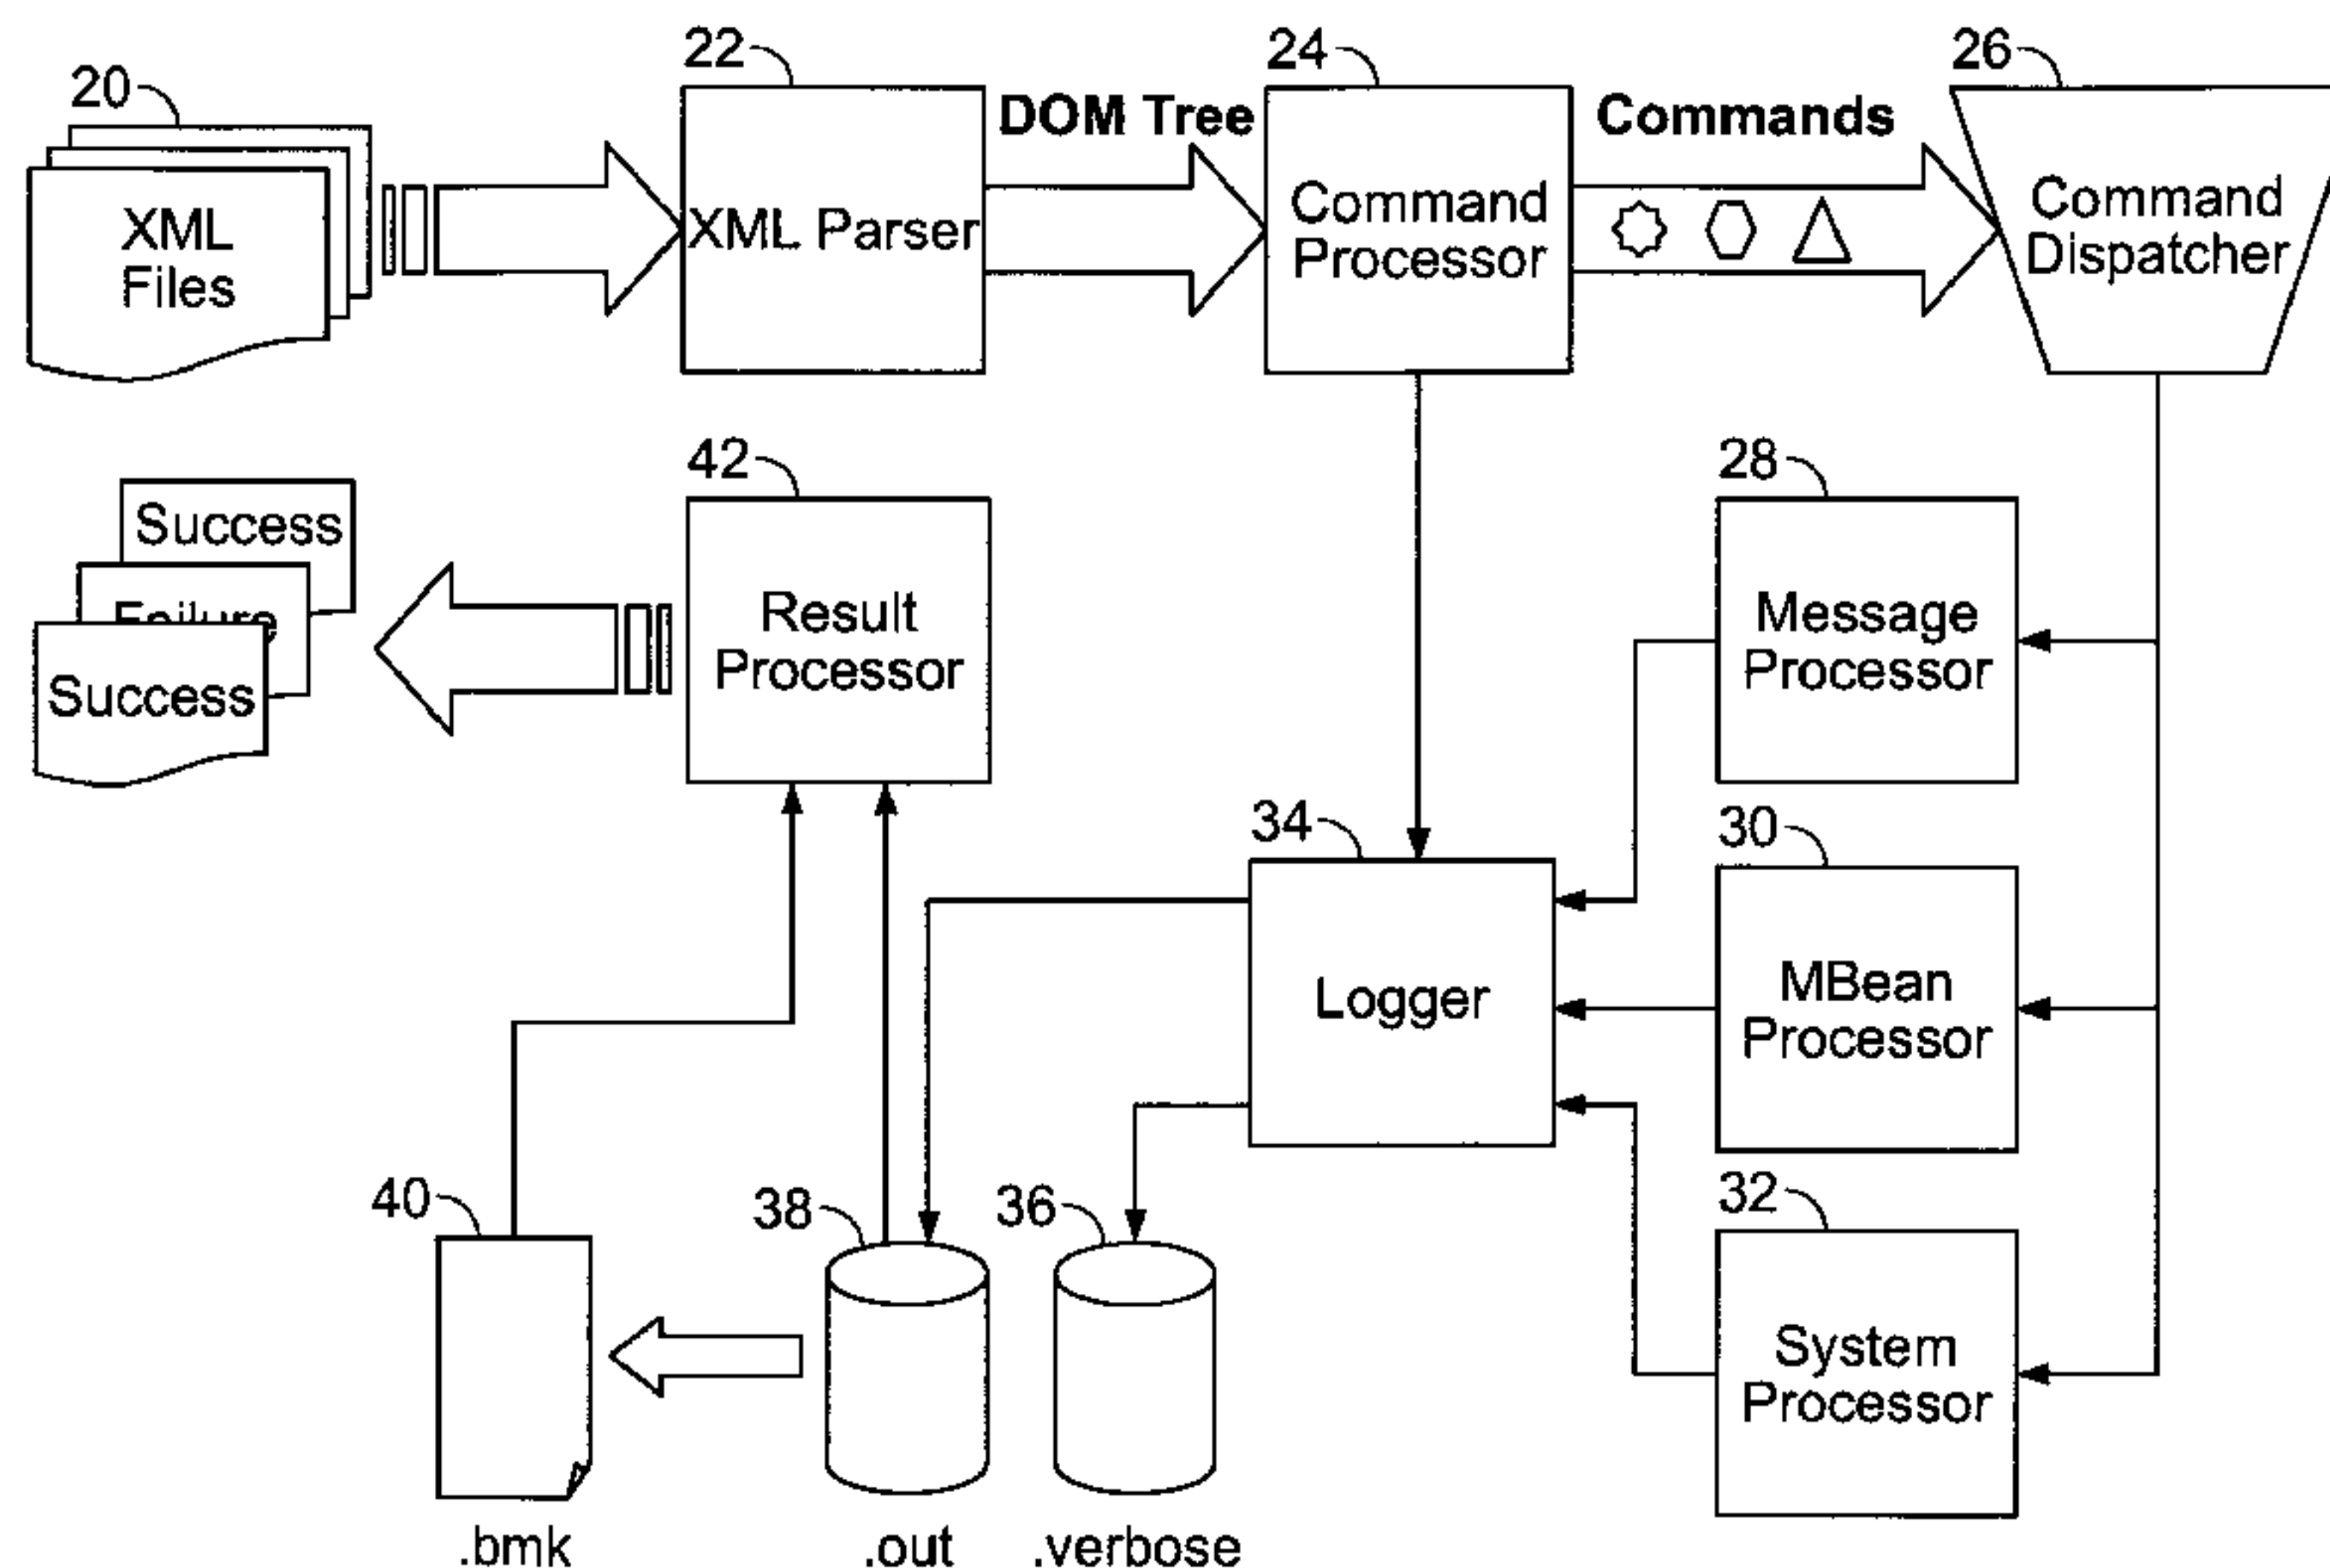 20
22
24
26
DOM Tree
Commands
XML
Files
XML Parser
Command
Processor
Command
Dispatcher
42
28
Success
Failure
Success
Result
Processor
Message
Processor
34
30
Logger
MBean
Processor
40
38
36
32
System
Processor
.bmk
.out
.verbose